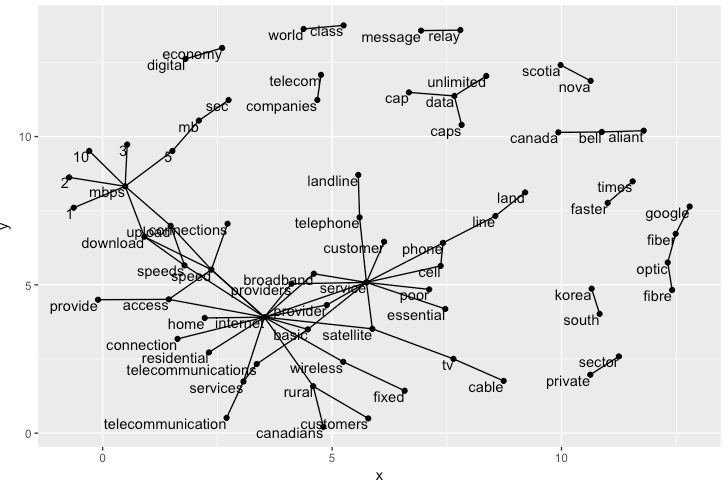 world class
message relay
economy
digital
scotia
telecom
unlimited
nova
cap
data
companies
sec
mb
caps
canada bell aliant
10
10 3 5
2
mbps
1
landline
times
land
faster
google
telephone
line
upload
connections
download
customer
phone
fiber
speeds
speed
cell
optic
broadband
providers
service
poor
korea
fibre
5
provide
access
provider
essential
south
home
internet
basic
satellite
connection
residential
telecommunications
wireless
tv
sector
services
rural
fixed
cable
private
telecommunication
customers
canadians
0
0
5
10
x
y